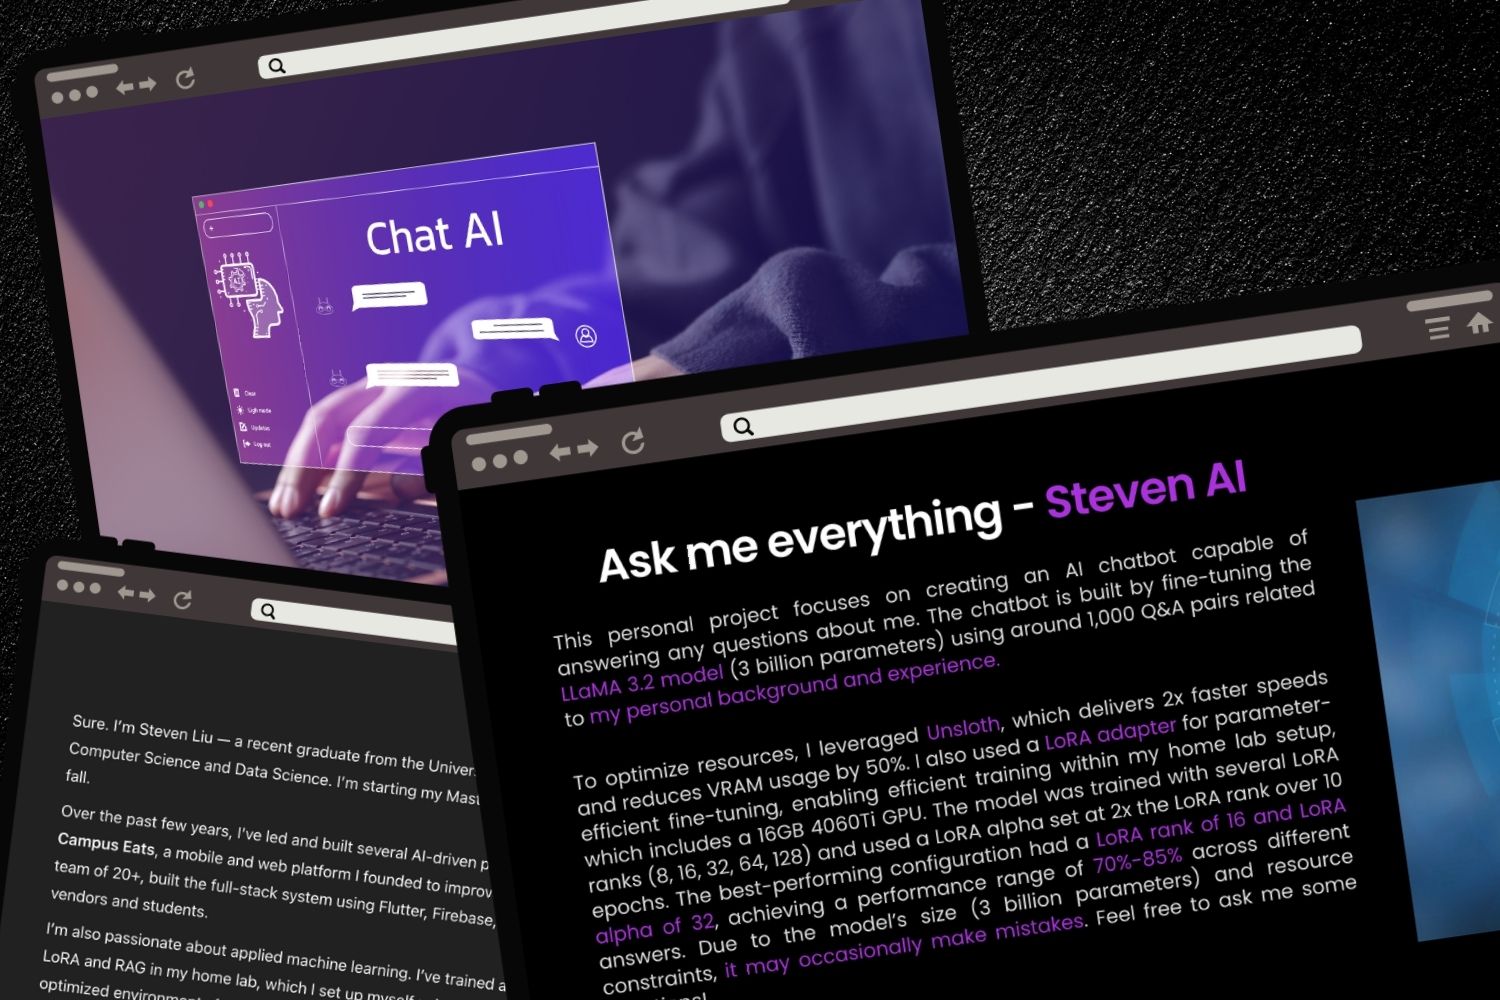 Chat AI
AI
Clear
Ligh mode
Updates
Log out
Ask me everything - Steven AI
This personal project focuses on creating an AI chatbot capable of
answering any questions about me. The chatbot is built by fine-tuning the
LLaMA 3.2 model (3 billion parameters) using around 1,000 Q&A pairs related
to my personal background and experience.
To optimize resources, I leveraged Unsloth, which delivers 2x faster speeds
and reduces VRAM usage by 50%. I also used a LoRA adapter for parameter-
efficient fine-tuning, enabling efficient training within my home lab setup,
which includes a 16GB 4060Ti GPU. The model was trained with several LoRA
ranks (8, 16, 32, 64, 128) and used a LoRA alpha set at 2x the LoRA rank over 10
epochs. The best-performing configuration had a LoRA rank of 16 and LoRA
alpha of 32, achieving a performance range of 70%-85% across different
answers. Due to the model's size (3 billion parameters) and resource
constraints, it may occasionally make mistakes. Feel free to ask me some
Sure. I'm Steven Liu — a recent graduate from the Univer
Computer Science and Data Science. I'm starting my Mast
fall.
Over the past few years, I've led and built several AI-driven p
Campus Eats, a mobile and web platform I founded to improv
team of 20+, built the full-stack system using Flutter, Firebase,
vendors and students.
I'm also passionate about applied machine learning. I've trained a
LoRA and RAG in my home lab, which I set up myself
optimized environment